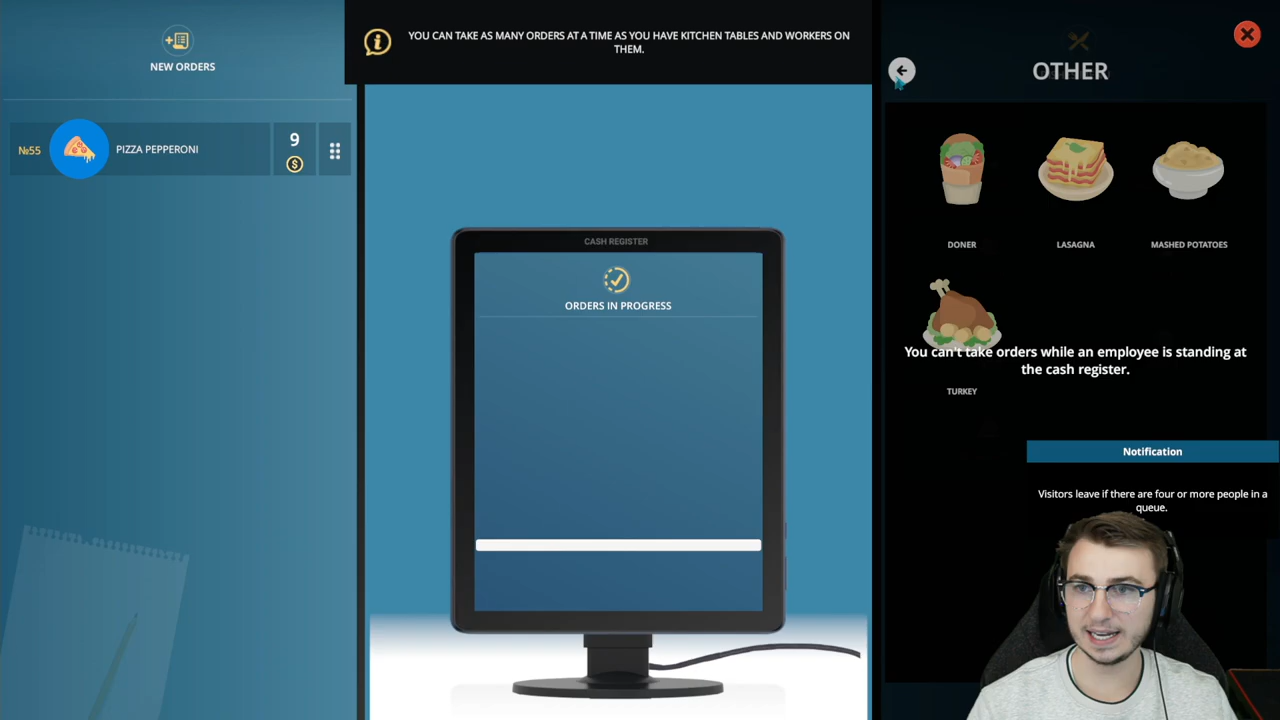 NEW ORDERS
№55
PIZZA PEPPERONI
9
$
YOU CAN TAKE AS MANY ORDERS AT A TIME AS YOU HAVE KITCHEN TABLES AND WORKERS ON
THEM.
CASH REGISTER
ORDERS IN PROGRESS
OTHER
DONER
LASAGNA
MASHED POTATOES
You can't take orders while an employee is standing at
the cash register.
TURKEY
Notification
Visitors leave if there are four or more people in a
queue.